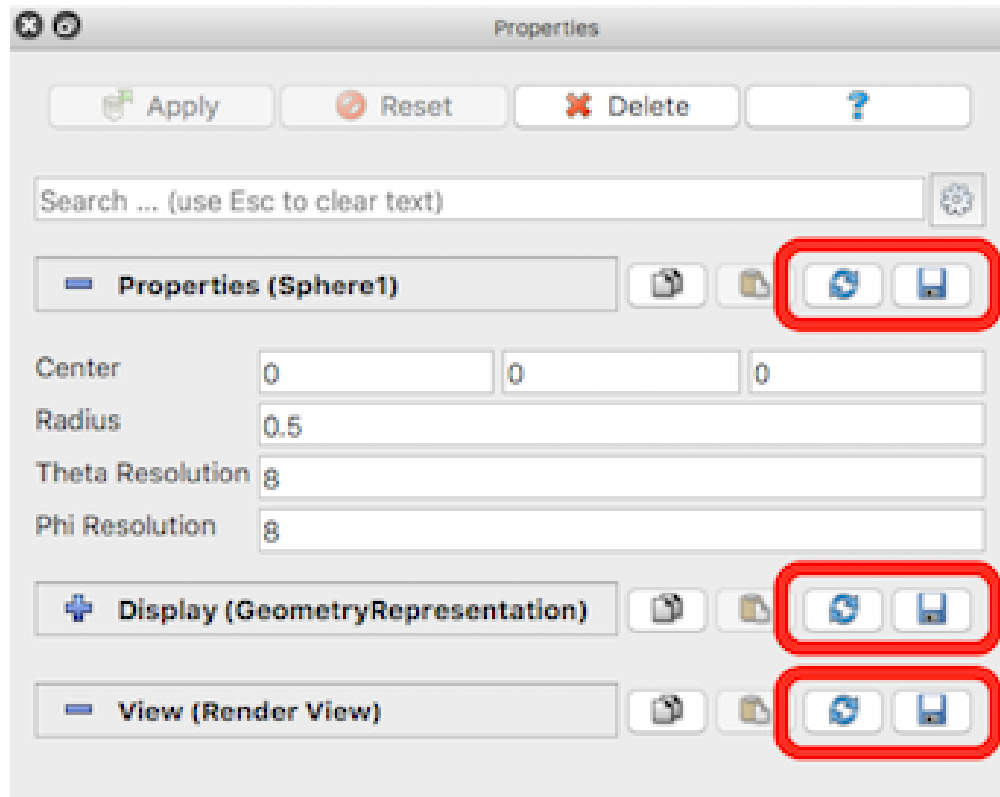 Properties
Apply Reset Delete ?
Search ... (use Esc to clear text)
Properties (Sphere1)
Center 0 0 0
Radius 0.5
Theta Resolution 8
Phi Resolution 8
Display (GeometryRepresentation)
View (Render View)